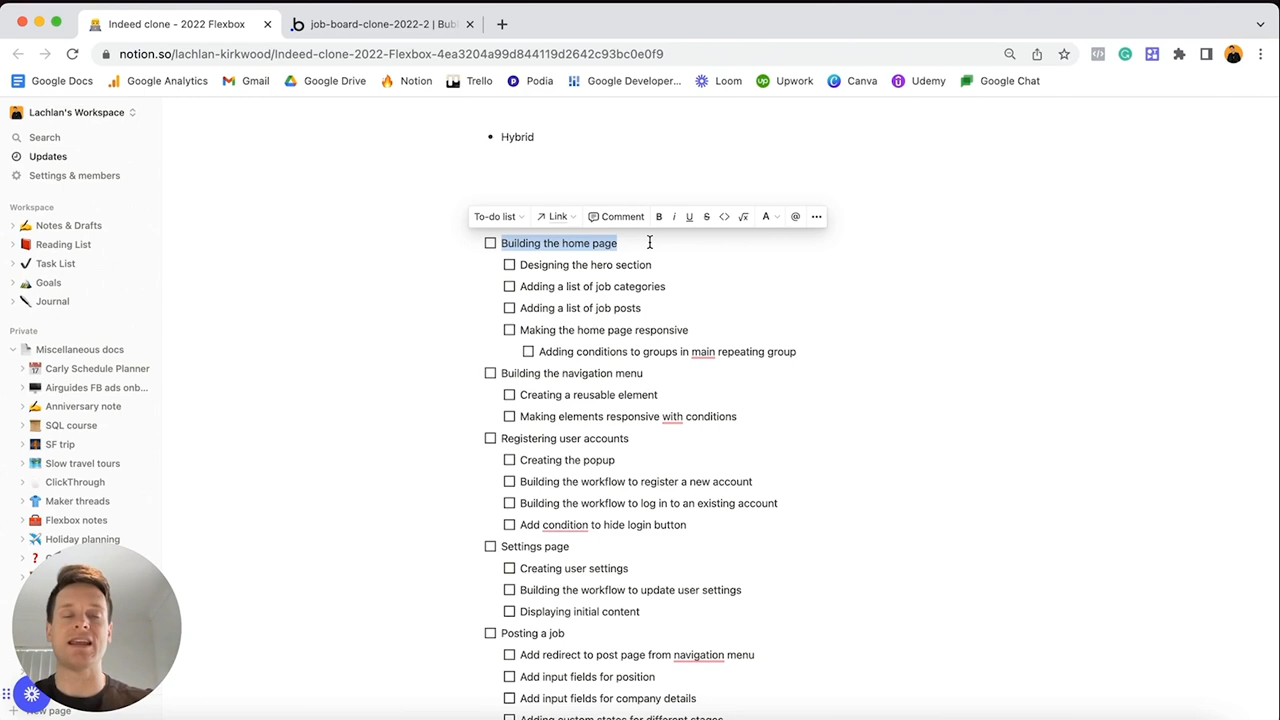 Indeed clone - 2022 Flexbox
job-board-clone-2022-2 | Bub
notion.so/lachlan-kirkwood/Indeed-clone-2022-Flexbox-4ea3204a99d844119d2642c93bc0e0f9
Google Docs Google Analytics Gmail Google Drive Notion Trello Podia Google Developer... Loom Upwork Canva Udemy Google Chat
Lachlan's Workspace
Search
Updates
Settings & members
Workspace
Notes & Drafts
Reading List
Task List
Goals
Journal
Private
Miscellaneous docs
Carly Schedule Planner
Airguides FB ads onb...
Anniversary note
SQL course
SF trip
Slow travel tours
ClickThrough
Maker threads
Flexbox notes
Holiday planning
New page
Hybrid
To-do list Link Comment B i U S <> √x A @ •••
Building the home page
Designing the hero section
Adding a list of job categories
Adding a list of job posts
Making the home page responsive
Adding conditions to groups in main repeating group
Building the navigation menu
Creating a reusable element
Making elements responsive with conditions
Registering user accounts
Creating the popup
Building the workflow to register a new account
Building the workflow to log in to an existing account
Add condition to hide login button
Settings page
Creating user settings
Building the workflow to update user settings
Displaying initial content
Posting a job
Add redirect to post page from navigation menu
Add input fields for position
Add input fields for company details
Adding custom states for different stages